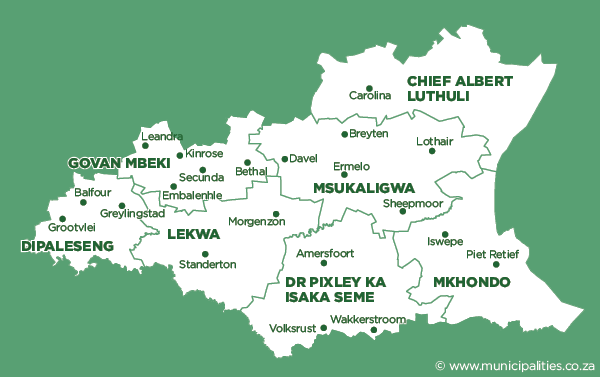 CHIEF ALBERT
LUTHULI
Carolina
Breyten
Lothair
Leandra
Kinrose
GOVAN MBEKI
Secunda
Bethal
Davel
Ermelo
MSUKALIGWA
Embalenhle
Balfour
Greylingstad
Grootvlei
DIPALESENG
Sheepmoor
Morgenzon
LEKWA
Standerton
Iswepe
Piet Retief
MKHONDO
Amersfoort
DR PIXLEY KA
ISAKA SEME
Volksrust
Wakkerstroom
© www.municipalities.co.za